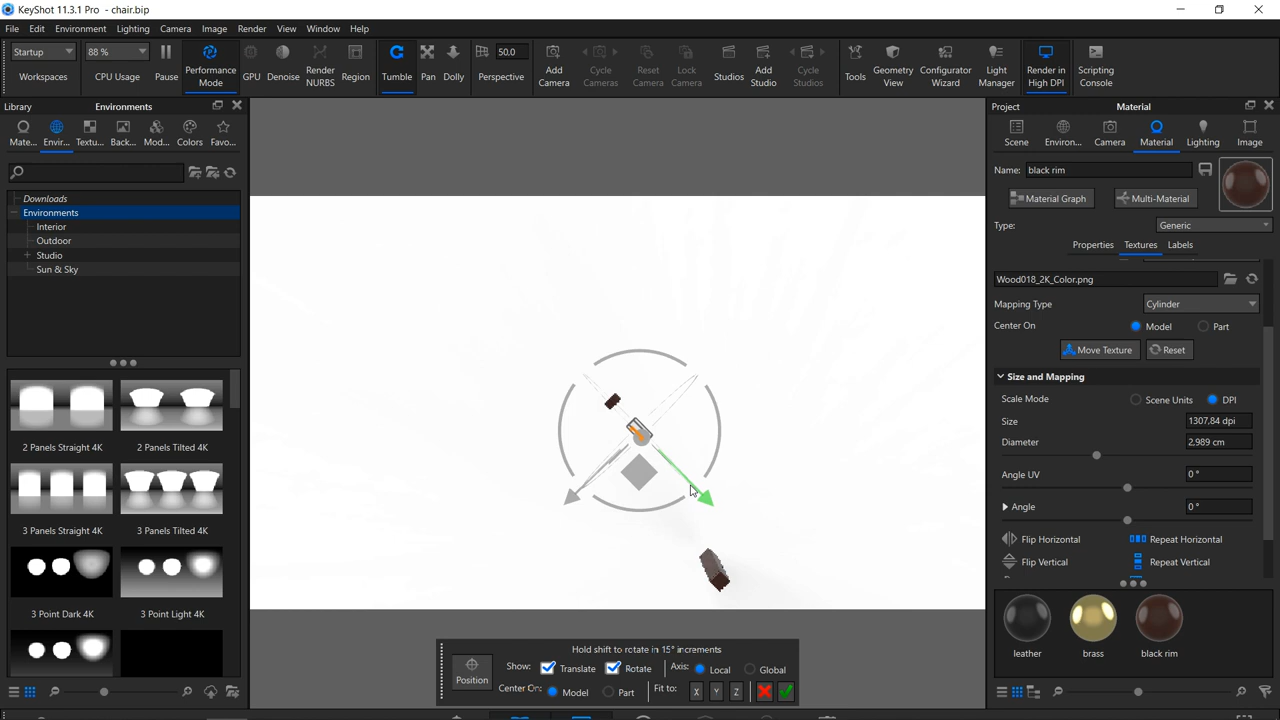 KeyShot 11.3.1 Pro - chair.bip
File Edit Environment Lighting Camera Image Render View Window Help
Startup 88 % 50.0
Workspaces CPU Usage Pause Performance Mode GPU Denoise Render NURBS Region Tumble Pan Dolly Perspective Add Camera Cycle Cameras Reset Camera Lock Camera Studios Add Studio Cycle Studios Tools Geometry View Configurator Wizard Light Manager Render in High DPI Scripting Console
Library Environments
Mate... Envir... Textu... Back... Mod... Colors Favo...
Downloads
Environments
Interior
Outdoor
Studio
Sun & Sky
2 Panels Straight 4K 2 Panels Tilted 4K
3 Panels Straight 4K 3 Panels Tilted 4K
3 Point Dark 4K 3 Point Light 4K
Hold shift to rotate in 15° increments
Position Show: Translate Rotate Axis: Local Global
Center On: Model Part Fit to: X Y Z
Project Material
Scene Environ... Camera Material Lighting Image
Name: black rim
Material Graph Multi-Material
Type: Generic
Properties Textures Labels
Wood018_2K_Color.png
Mapping Type Cylinder
Center On Model Part
Move Texture Reset
Size and Mapping
Scale Mode Scene Units DPI
Size 1307,84 dpi
Diameter 2,989 cm
Angle UV 0 °
Angle 0 °
Flip Horizontal Repeat Horizontal
Flip Vertical Repeat Vertical
leather brass black rim